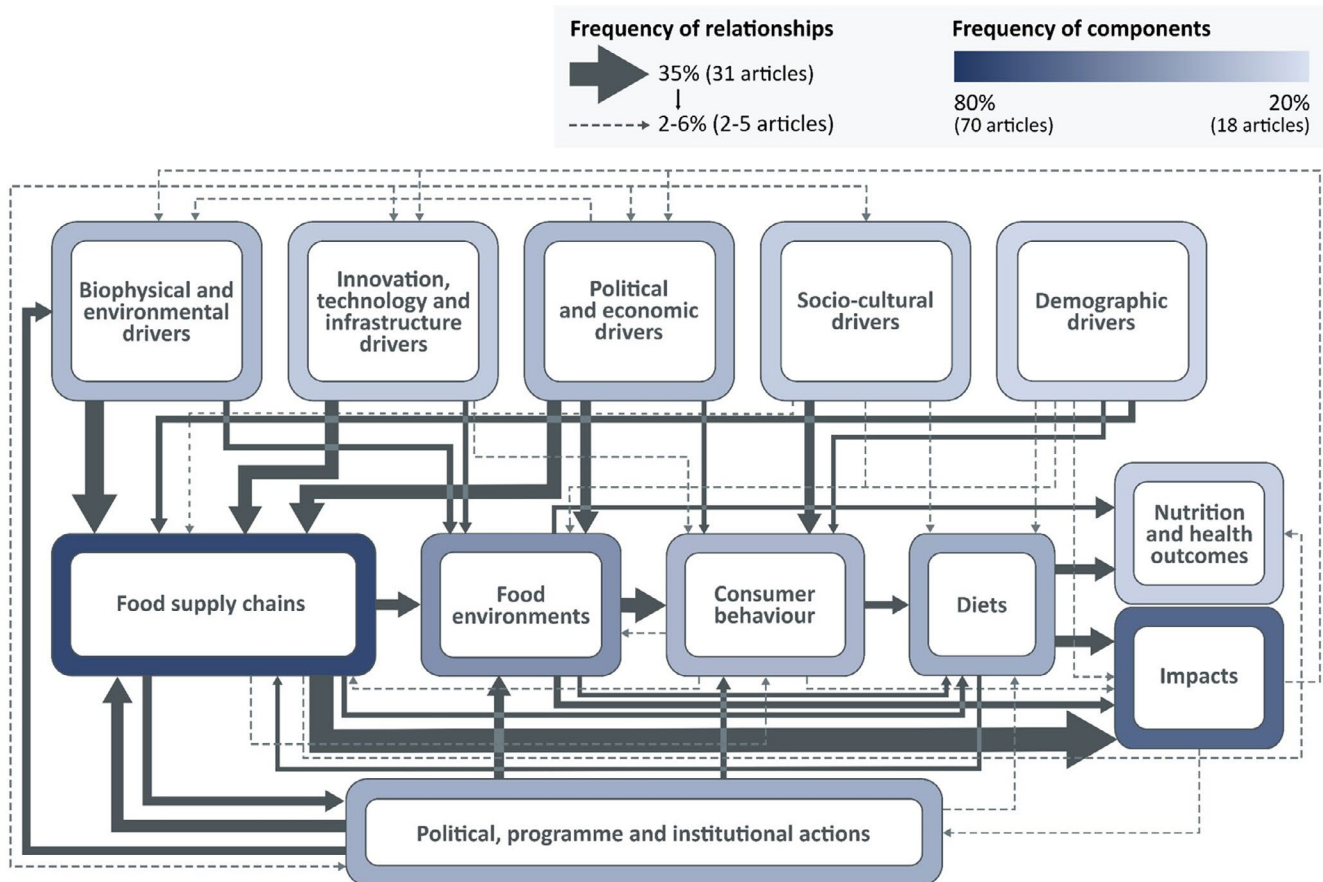 Frequency of relationships
35% (31 articles)
2-6% (2-5 articles)
Frequency of components
80%
(70 articles)
20%
(18 articles)
Biophysical and
environmental
drivers
Innovation,
technology and
infrastructure
drivers
Political
and economic
drivers
Socio-cultural
drivers
Demographic
drivers
Food supply chains
Food
environments
Consumer
behaviour
Diets
Nutrition
and health
outcomes
Impacts
Political, programme and institutional actions